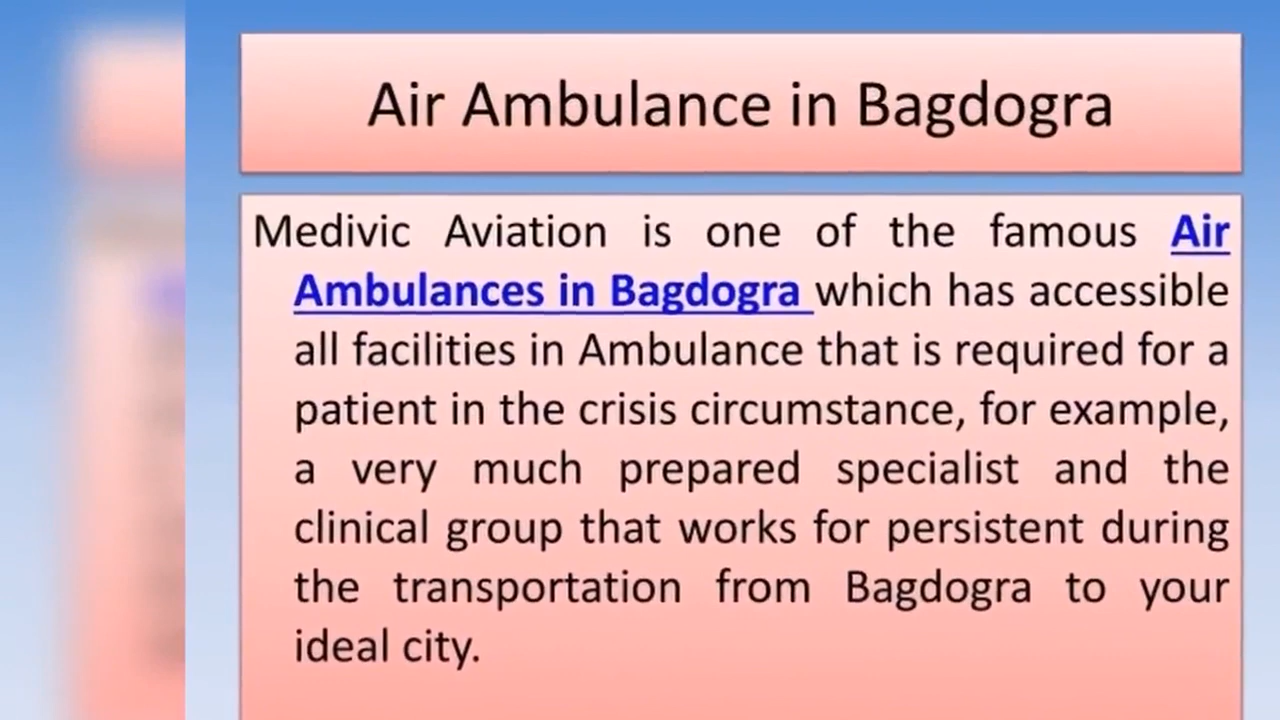 Air Ambulance in Bagdogra
Medivic Aviation is one of the famous Air
Ambulances in Bagdogra which has accessible
all facilities in Ambulance that is required for a
patient in the crisis circumstance, for example,
a very much prepared specialist and the
clinical group that works for persistent during
the transportation from Bagdogra to your
ideal city.